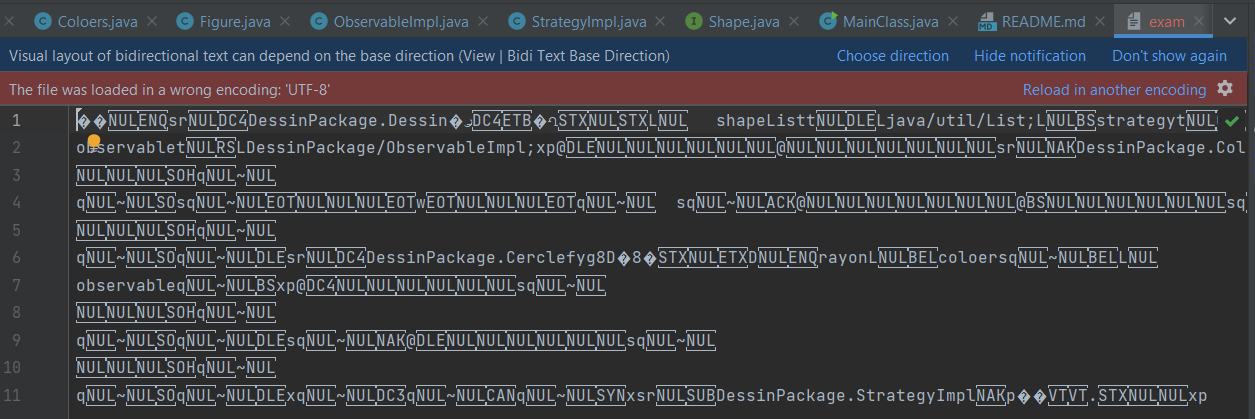 Coloers.java Figure.java ObservableImpl.java StrategyImpl.java Shape.java MainClass.java README.md exam
Visual layout of bidirectional text can depend on the base direction (View | Bidi Text Base Direction) Choose direction Hide notification Don't show again
The file was loaded in a wrong encoding: 'UTF-8' Reload in another encoding
1 ��NULENQsrNULDC4DessinPackage.Dessin�DC4ETB�STXNULSTXLNUL shapeListtNULDLELjava/util/List;LNULBSstrategytNUL
2 observabletNULRSLDessinPackage/ObservableImpl;xp@DLENULNULNULNULNULNUL@NULNULNULNULNULNULNULsrNULNAKDessinPackage.Col
3 NULNULNULSOHqNUL~NUL
4 qNUL~NULSOsqNUL~NULEOTNULNULNULEOTwEOTNULNULNULEOTqNUL~NUL sqNUL~NULACK@NULNULNULNULNULNULNUL@BSNULNULNULNULNULNULsq
5 NULNULNULSOHqNUL~NUL
6 qNUL~NULSOqNUL~NULDLEsrNULDC4DessinPackage.Cerclefyg8D�8�STXNULETXDNULENQrayonLNULBELcoloersqNUL~NULBELLNUL
7 observableqNUL~NULBSxp@DC4NULNULNULNULNULNULsqNUL~NUL
8 NULNULNULSOHqNUL~NUL
9 qNUL~NULSOqNUL~NULDLEsqNUL~NULNAK@DLENULNULNULNULNULNULsqNUL~NUL
10 NULNULNULSOHqNUL~NUL
11 qNUL~NULSOqNUL~NULDLExqNUL~NULDC3qNUL~NULCANqNUL~NULSYNxsrNULSUBDessinPackage.StrategyImplNAKp��VTVT.STXNULNULxp